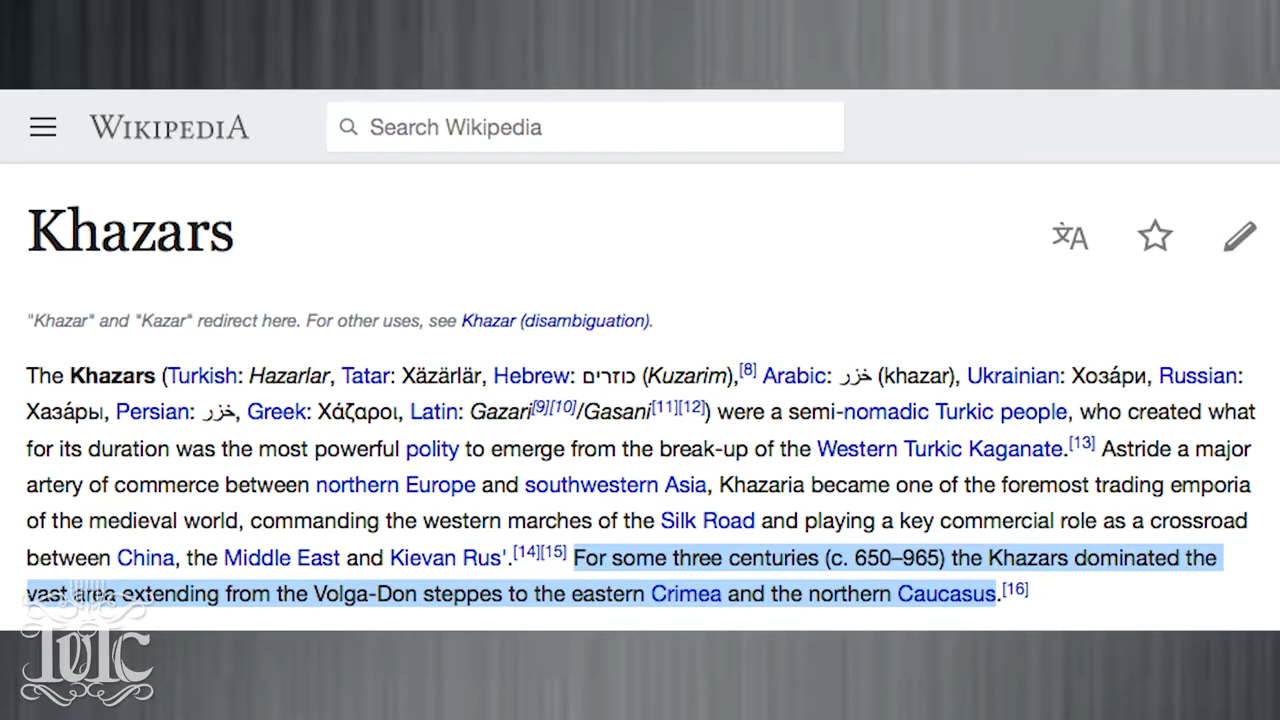 WIKIPEDIA
Search Wikipedia
Khazars
"Khazar" and "Kazar" redirect here. For other uses, see Khazar (disambiguation).
The Khazars (Turkish: Hazarlar, Tatar: Xäzärlär, Hebrew: כוזרים (Kuzarim),[8] Arabic: خزر (khazar), Ukrainian: Хоза́ри, Russian:
Хаза́ры, Persian: خزر, Greek: Χάζαροι, Latin: Gazari[9][10]/Gasani[11][12]) were a semi-nomadic Turkic people, who created what
for its duration was the most powerful polity to emerge from the break-up of the Western Turkic Kaganate.[13] Astride a major
artery of commerce between northern Europe and southwestern Asia, Khazaria became one of the foremost trading emporia
of the medieval world, commanding the western marches of the Silk Road and playing a key commercial role as a crossroad
between China, the Middle East and Kievan Rus'.[14][15] For some three centuries (c. 650–965) the Khazars dominated the
vast area extending from the Volga-Don steppes to the eastern Crimea and the northern Caucasus.[16]
IUIC